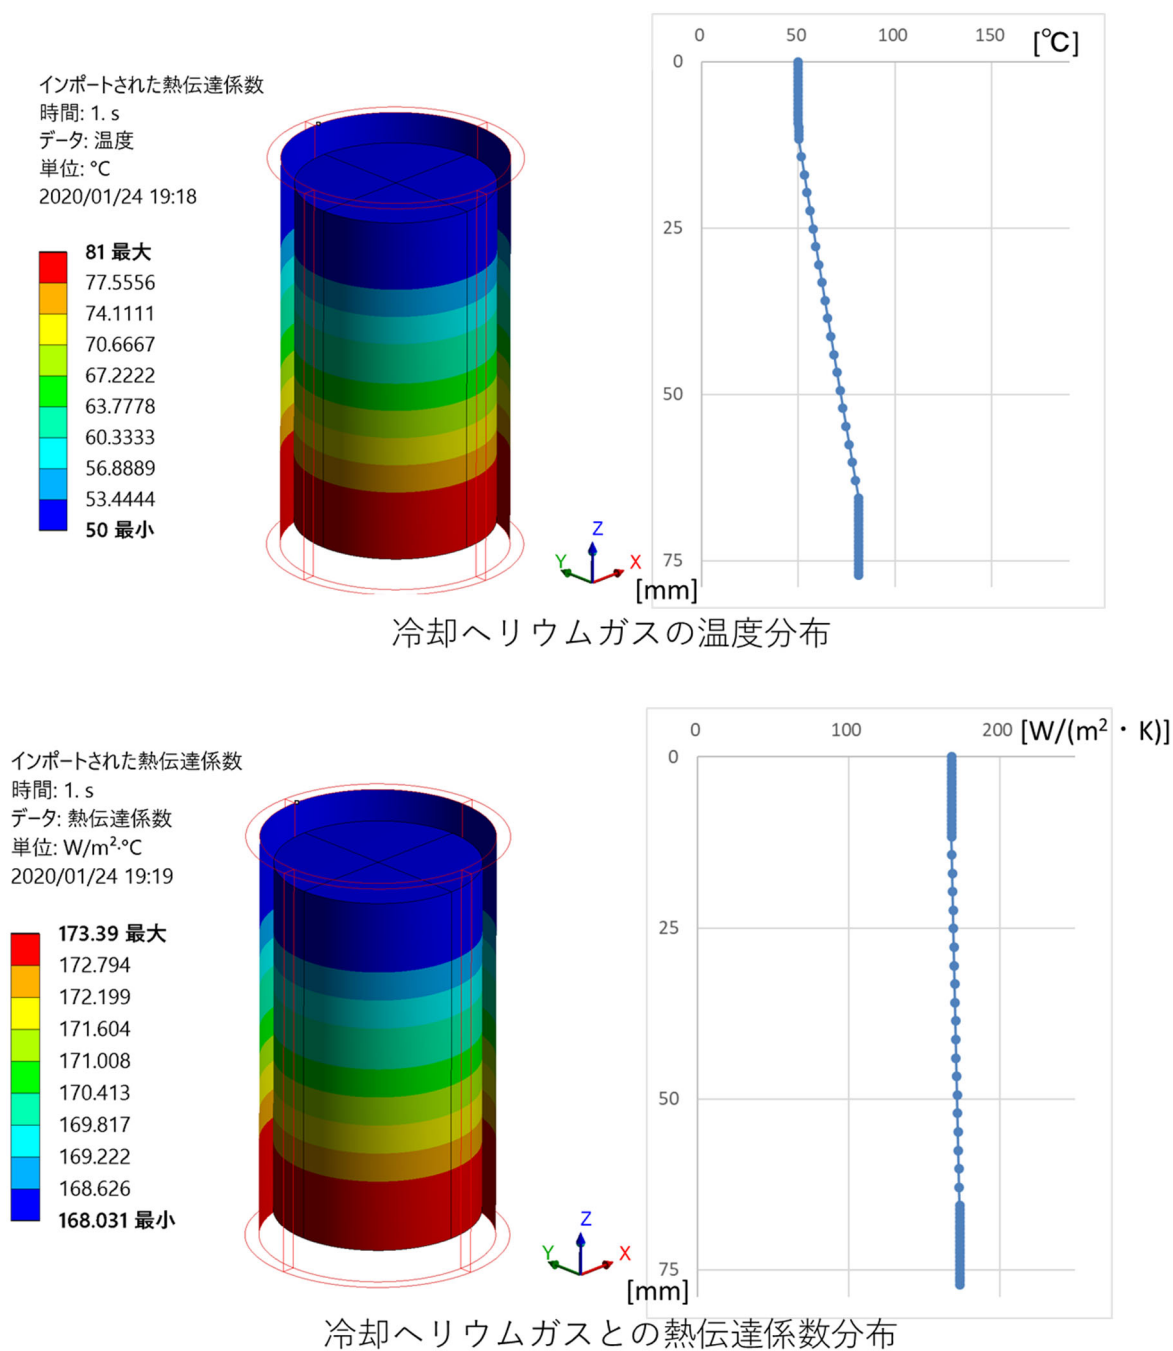 インポートされた熱伝達係数
時間: 1. s
データ: 温度
単位: °C
2020/01/24 19:18
81 最大
77.5556
74.1111
70.6667
67.2222
63.7778
60.3333
56.8889
53.4444
50 最小
Z
Y
X
0
50
100
150
[℃]
0
25
50
75
[mm]
冷却ヘリウムガスの温度分布
インポートされた熱伝達係数
時間: 1. s
データ: 熱伝達係数
単位: W/m²·°C
2020/01/24 19:19
173.39 最大
172.794
172.199
171.604
171.008
170.413
169.817
169.222
168.626
168.031 最小
Z
Y
X
0
100
200
[W/(m²・K)]
0
25
50
75
[mm]
冷却ヘリウムガスとの熱伝達係数分布